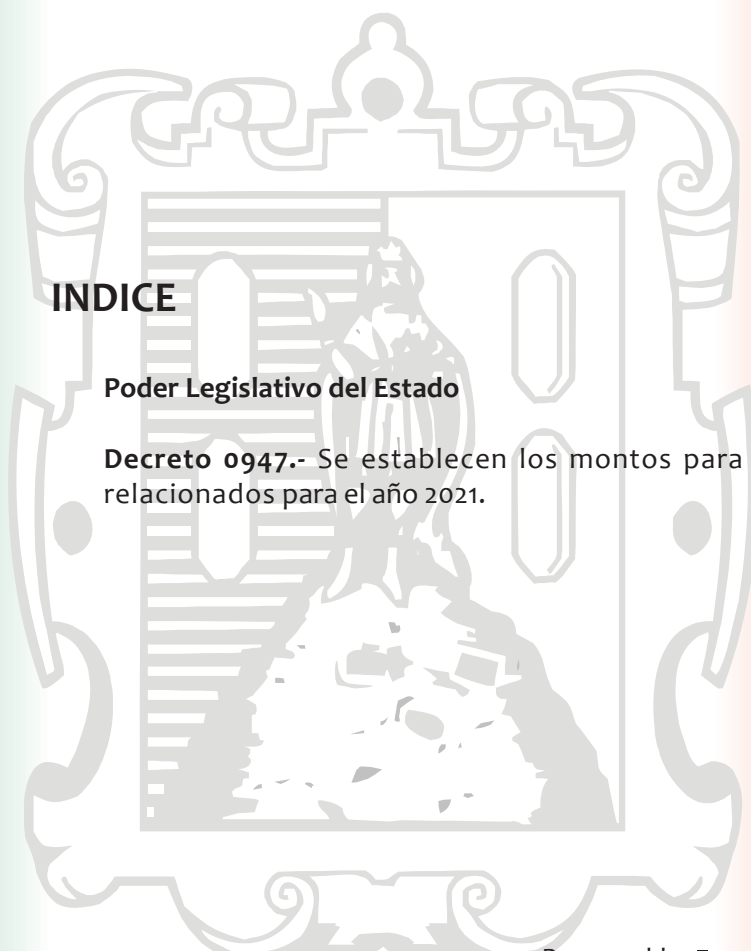 INDICE
Poder Legislativo del Estado
Decreto 0947.- Se establecen los montos para
relacionados para el año 2021.